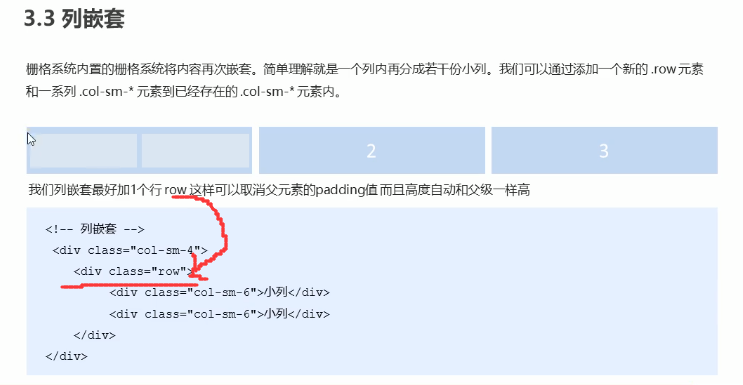 3.3 列嵌套
栅格系统内置的栅格系统将内容再次嵌套。简单理解就是一个列内再分成若干份小列。我们可以通过添加一个新的 .row 元素
和一系列 .col-sm-* 元素到已经存在的 .col-sm-* 元素内。
2 3
我们列嵌套最好加1个行 row 这样可以取消父元素的padding值 而且高度自动和父级一样高
<!-- 列嵌套 -->
<div class="col-sm-4">
<div class="row">
<div class="col-sm-6">小列</div>
<div class="col-sm-6">小列</div>
</div>
</div>